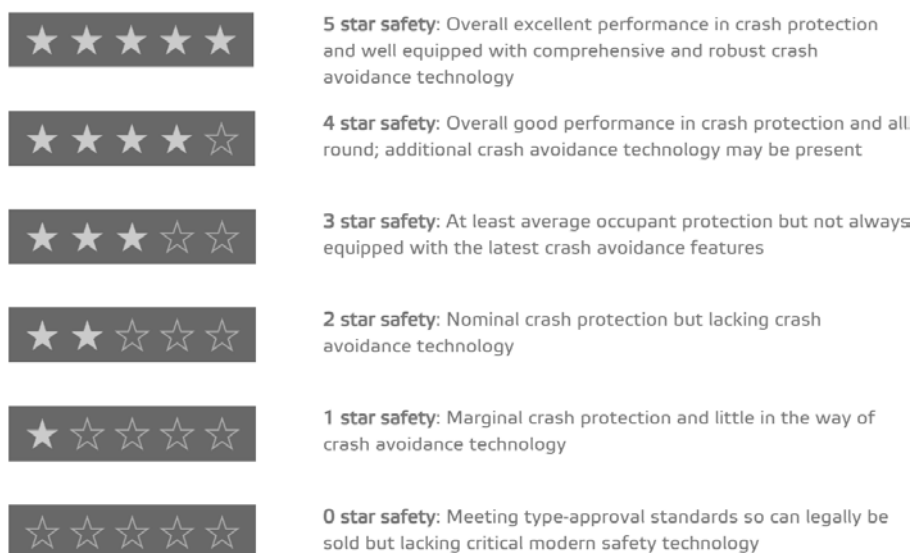 5 star safety: Overall excellent performance in crash protection
and well equipped with comprehensive and robust crash
avoidance technology
4 star safety: Overall good performance in crash protection and all
round; additional crash avoidance technology may be present
3 star safety: At least average occupant protection but not always
equipped with the latest crash avoidance features
2 star safety: Nominal crash protection but lacking crash
avoidance technology
1 star safety: Marginal crash protection and little in the way of
crash avoidance technology
0 star safety: Meeting type-approval standards so can legally be
sold but lacking critical modern safety technology